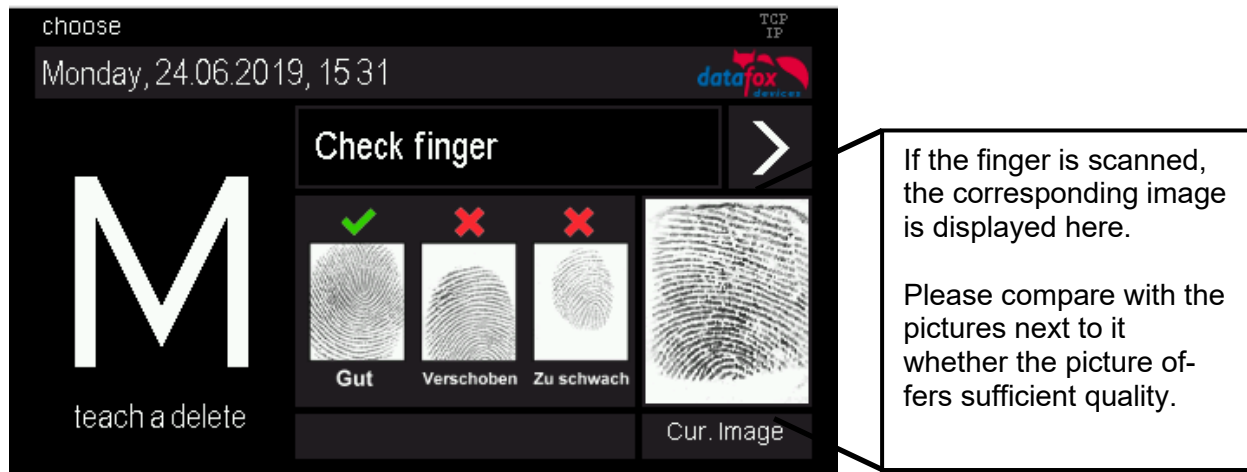 choose
TCP
IP
Monday, 24.06.2019, 15 31
datafox
devices
Check finger
M
Gut
Verschoben
Zu schwach
teach a delete
Cur. Image
If the finger is scanned,
the corresponding image
is displayed here.
Please compare with the
pictures next to it
whether the picture of-
fers sufficient quality.